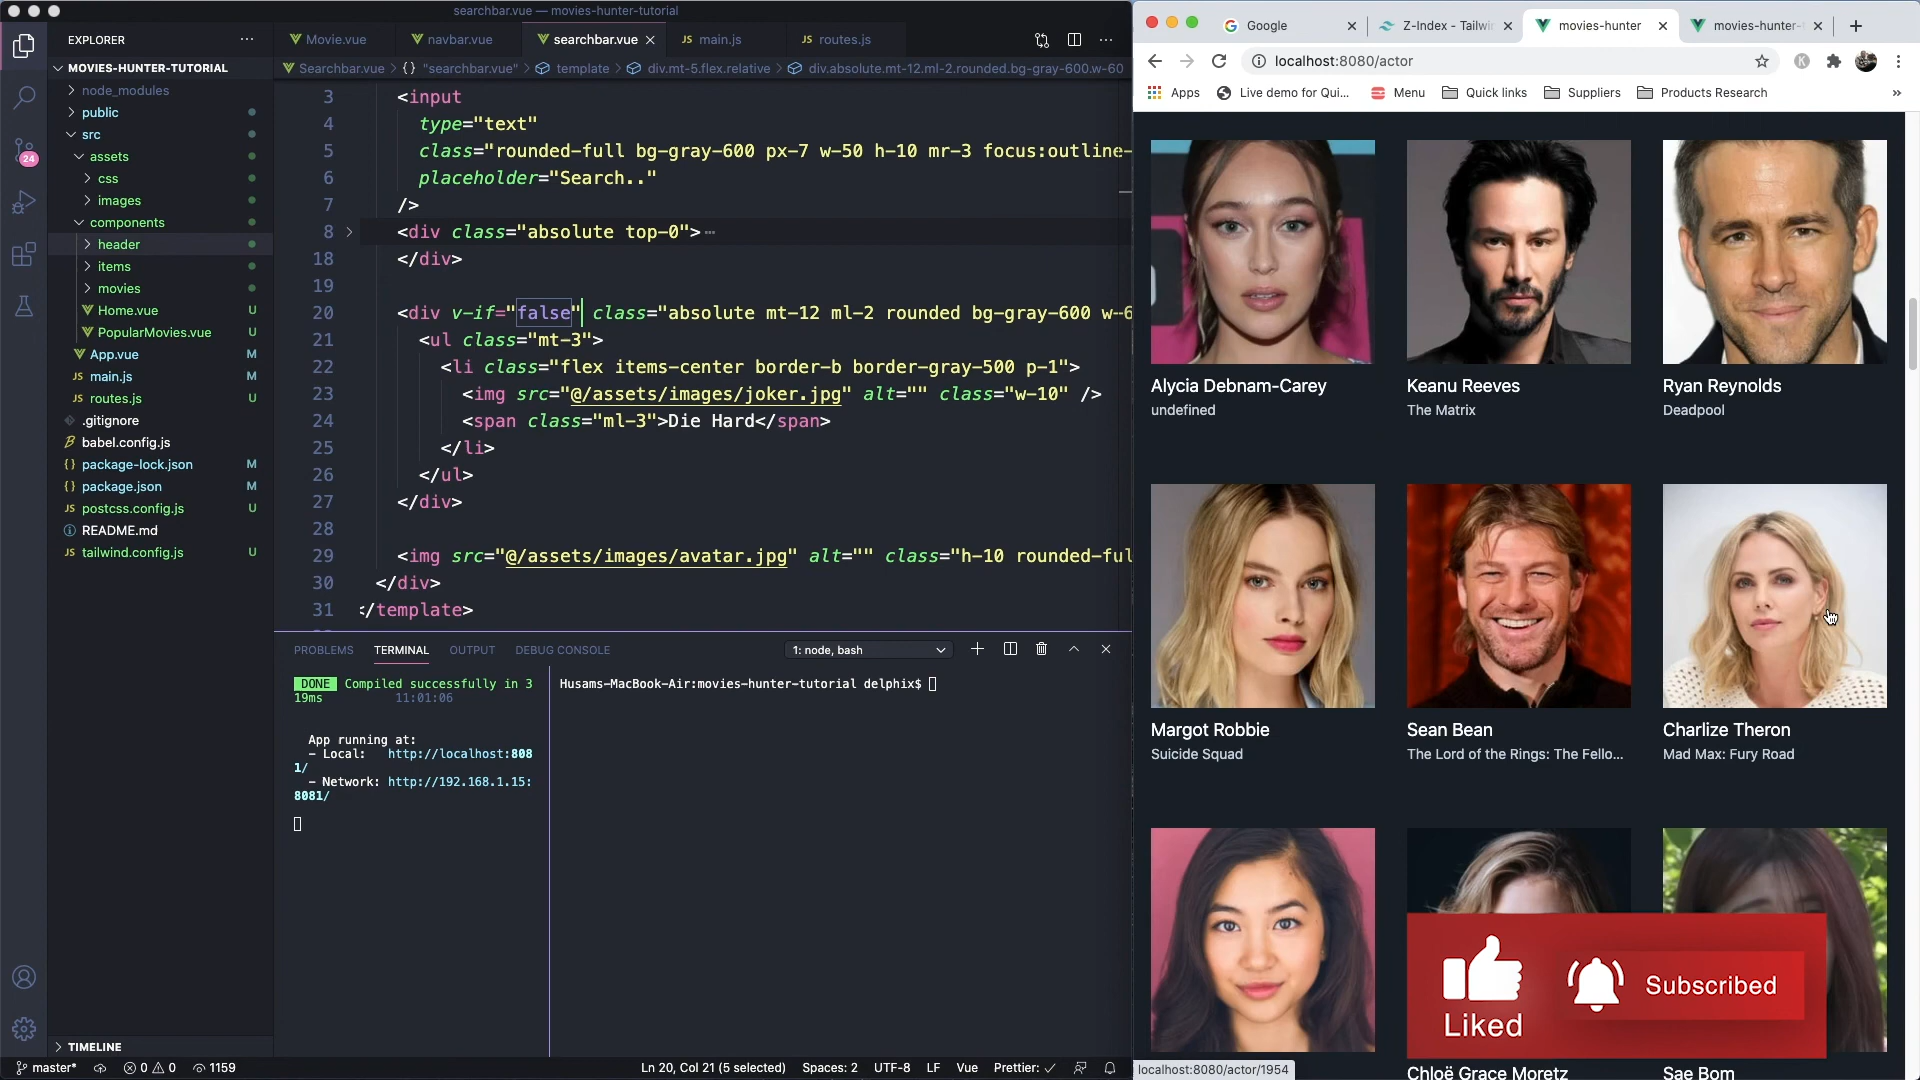 searchbar.vue — movies-hunter-tutorial
EXPLORER
MOVIES-HUNTER-TUTORIAL
node_modules
public
src
assets
css
images
components
header
items
movies
Home.vue U
PopularMovies.vue U
App.vue M
main.js M
routes.js U
.gitignore
babel.config.js
package-lock.json M
package.json M
postcss.config.js U
README.md
tailwind.config.js U
TIMELINE
24
Movie.vue navbar.vue searchbar.vue JS main.js JS routes.js
Searchbar.vue > {} "searchbar.vue" > template > div.mt-5.flex.relative > div.absolute.mt-12.ml-2.rounded.bg-gray-600.w-60
3 <input
4 type="text"
5 class="rounded-full bg-gray-600 px-7 w-50 h-10 mr-3 focus:outline-
6 placeholder="Search.."
7 />
8 <div class="absolute top-0">
18 </div>
19
20 <div v-if="false" class="absolute mt-12 ml-2 rounded bg-gray-600 w-6
21 <ul class="mt-3">
22 <li class="flex items-center border-b border-gray-500 p-1">
23 <img src="@/assets/images/joker.jpg" alt="" class="w-10" />
24 <span class="ml-3">Die Hard</span>
25 </li>
26 </ul>
27 </div>
28
29 <img src="@/assets/images/avatar.jpg" alt="" class="h-10 rounded-ful
30 </div>
31 </template>
PROBLEMS TERMINAL OUTPUT DEBUG CONSOLE 1: node, bash
DONE Compiled successfully in 3
19ms 11:01:06
App running at:
- Local: http://localhost:808
1/
- Network: http://192.168.1.15:
8081/
Husams-MacBook-Air:movies-hunter-tutorial delphix$
master* 0 0 1159 Ln 20, Col 21 (5 selected) Spaces: 2 UTF-8 LF Vue Prettier: ✓
Google Z-Index - Tailwi movies-hunter movies-hunter-
localhost:8080/actor
Apps Live demo for Qui... Menu Quick links Suppliers Products Research »
Alycia Debnam-Carey
undefined
Keanu Reeves
The Matrix
Ryan Reynolds
Deadpool
Margot Robbie
Suicide Squad
Sean Bean
The Lord of the Rings: The Fello...
Charlize Theron
Mad Max: Fury Road
Liked
Subscribed
localhost:8080/actor/1954
Chloë Grace Moretz
Sae Bom